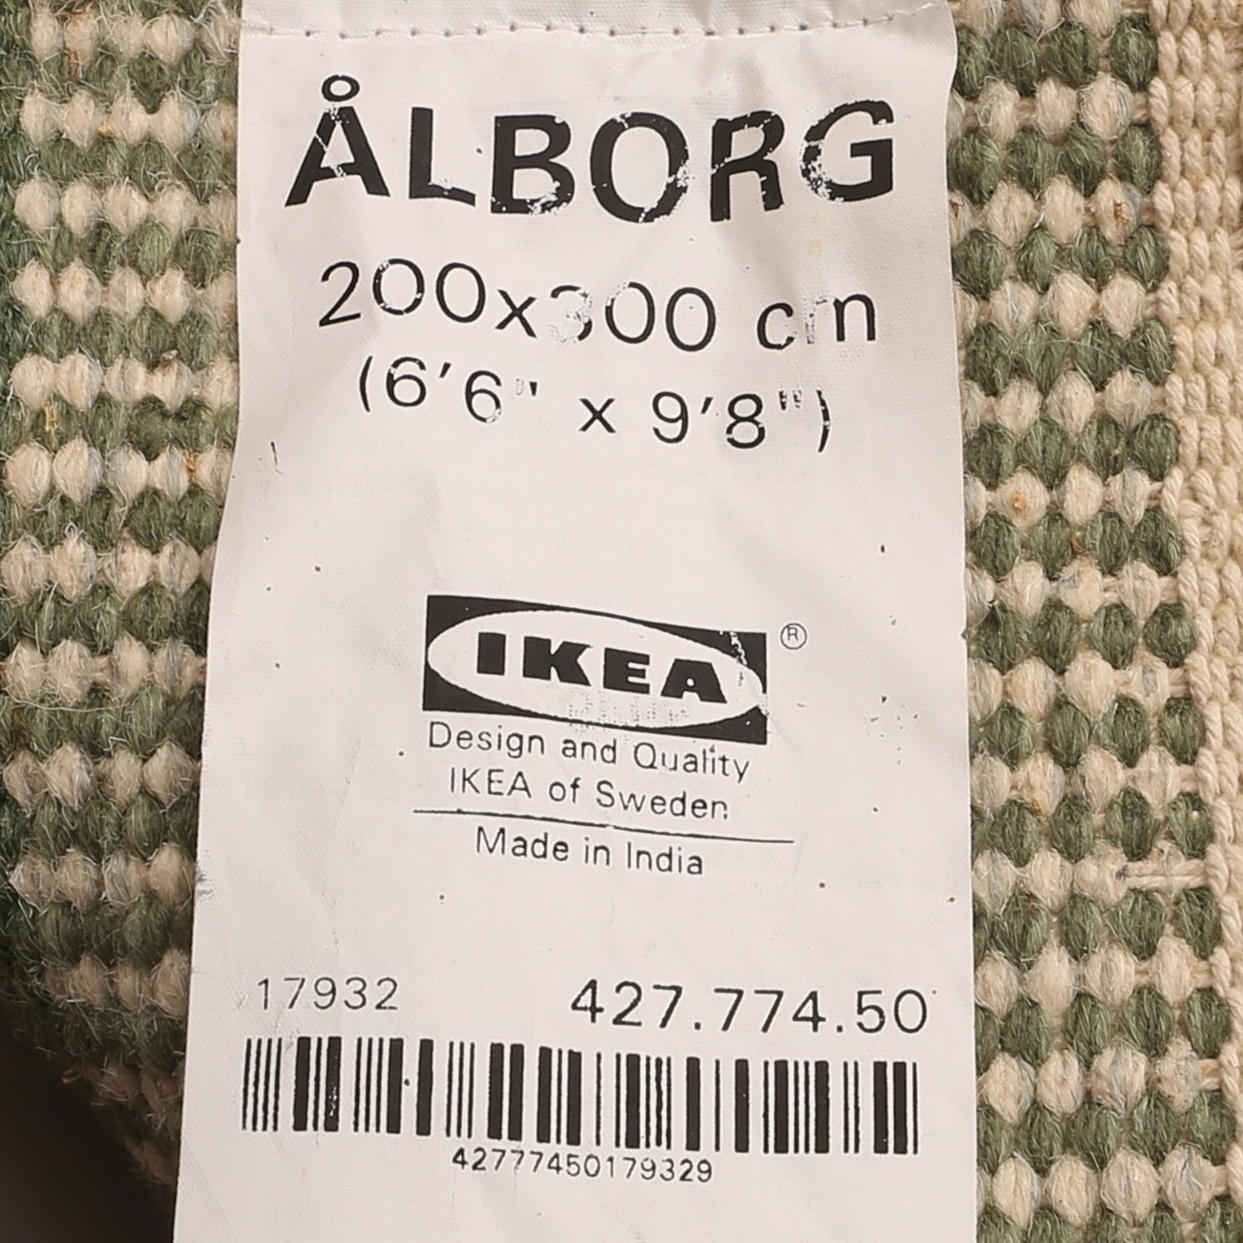 ÅLBORG
200x300 cm
(6'6" x 9'8")
IKEA®
Design and Quality
IKEA of Sweden
Made in India
17932 427.774.50
42777450179329